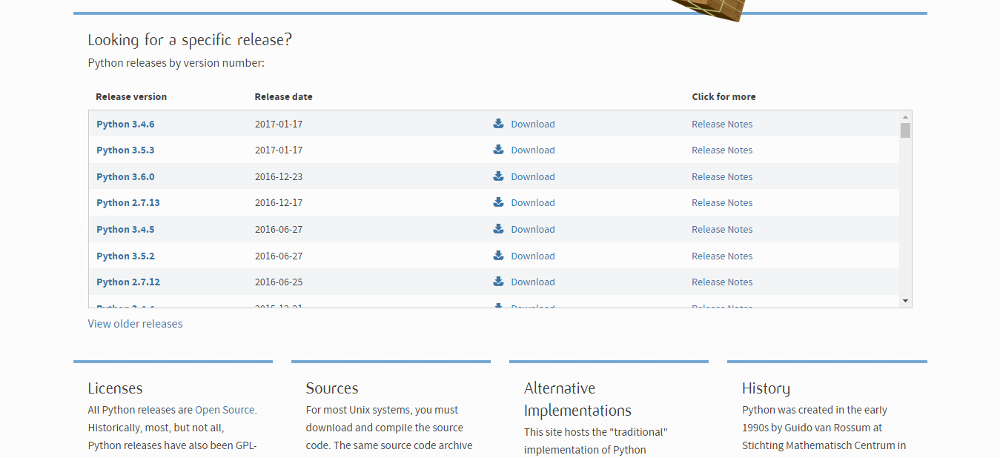 Looking for a specific release?
Python releases by version number:
Release version Release date Click for more
Python 3.4.6 2017-01-17 Download Release Notes
Python 3.5.3 2017-01-17 Download Release Notes
Python 3.6.0 2016-12-23 Download Release Notes
Python 2.7.13 2016-12-17 Download Release Notes
Python 3.4.5 2016-06-27 Download Release Notes
Python 3.5.2 2016-06-27 Download Release Notes
Python 2.7.12 2016-06-25 Download Release Notes
Python 3.4.4 2015-12-21 Download Release Notes
View older releases
Licenses
All Python releases are Open Source.
Historically, most, but not all,
Python releases have also been GPL-
Sources
For most Unix systems, you must
download and compile the source
code. The same source code archive
Alternative
Implementations
This site hosts the "traditional"
implementation of Python
History
Python was created in the early
1990s by Guido van Rossum at
Stichting Mathematisch Centrum in